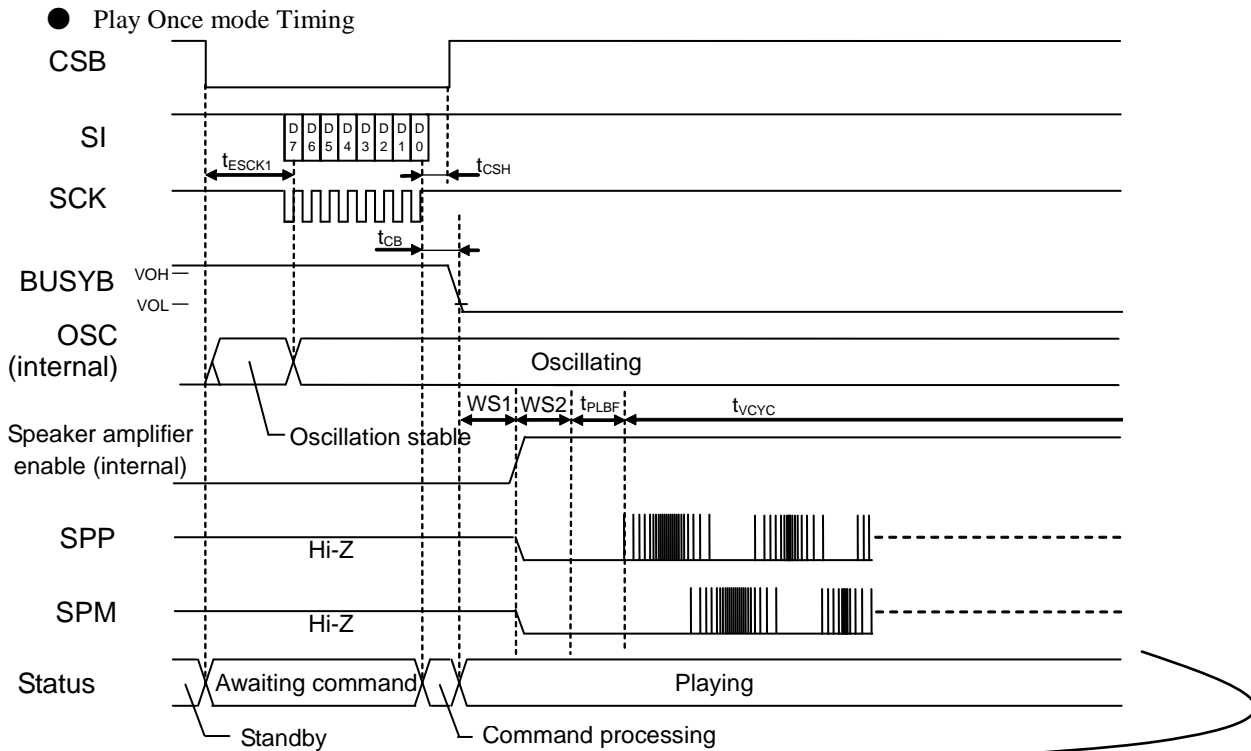 ● Play Once mode Timing
CSB
SI
D7 D6 D5 D4 D3 D2 D1 D0
tESCK1
tCSH
SCK
tCB
BUSYB
VOH
VOL
OSC
(internal)
Oscillating
WS1 WS2 tPLBF tVCYC
Speaker amplifier
enable (internal)
Oscillation stable
SPP
Hi-Z
SPM
Hi-Z
Status
Awaiting command
Playing
Standby
Command processing